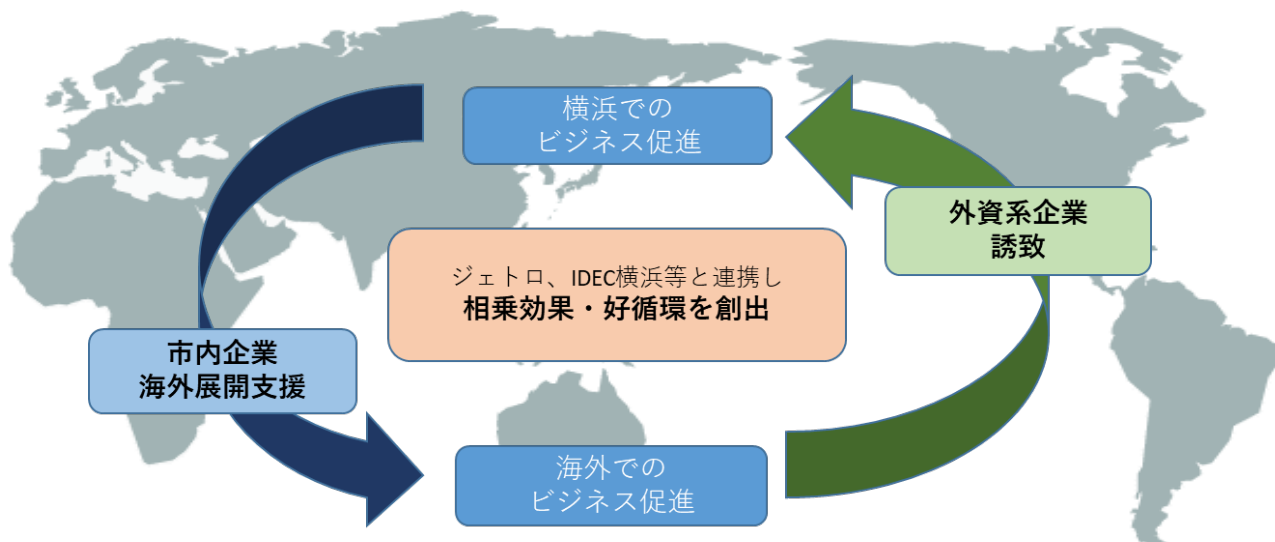 横浜での
ビジネス促進
外資系企業
誘致
ジェトロ、IDEC横浜等と連携し
相乗効果・好循環を創出
市内企業
海外展開支援
海外での
ビジネス促進